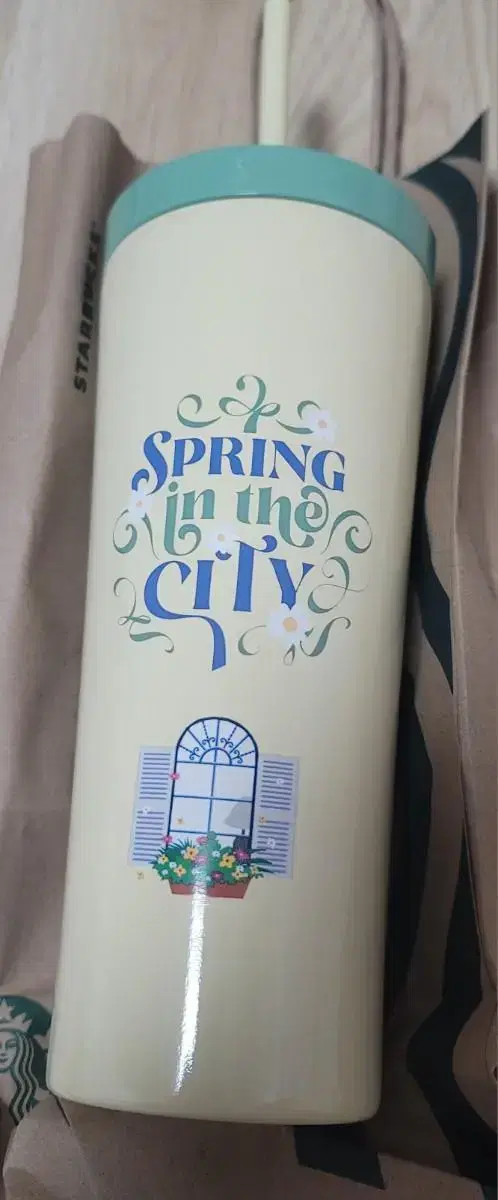 STARBUCKS
SPRING
in the
CITY